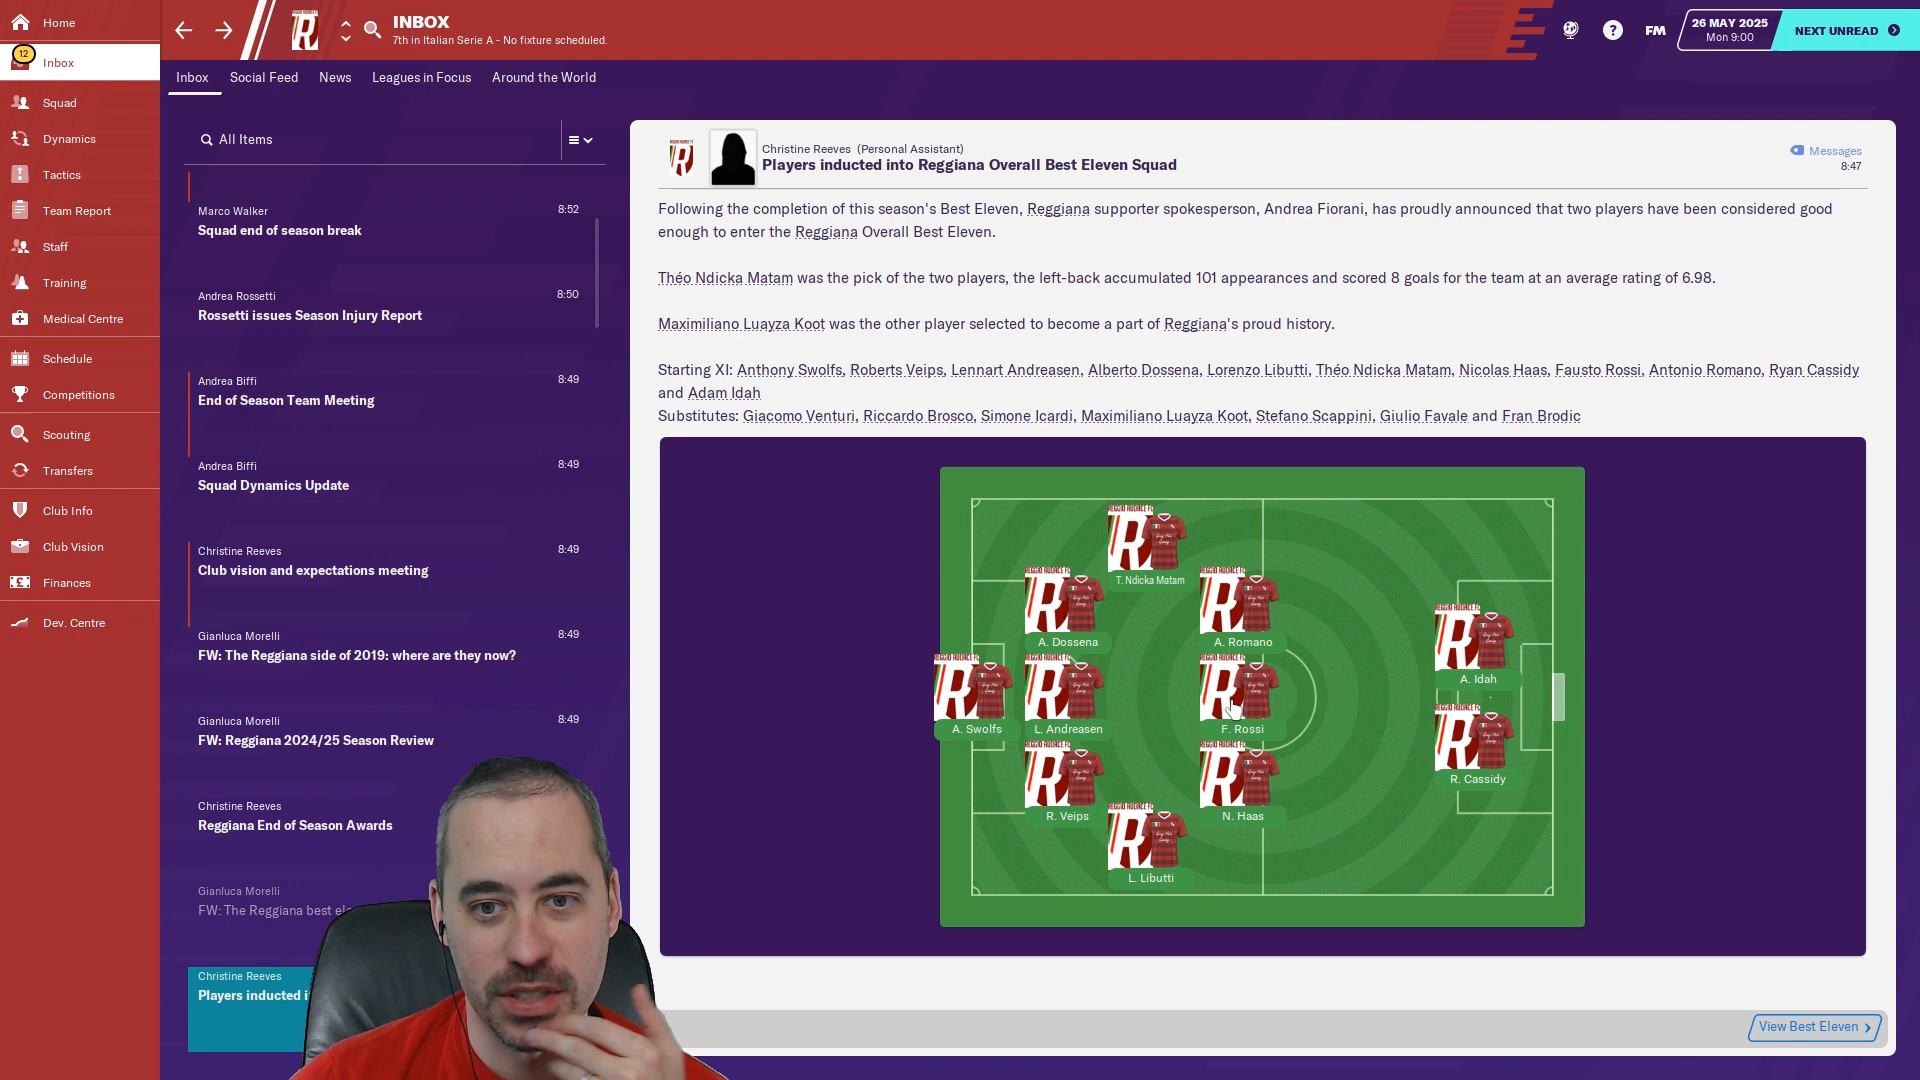 Home
12
Inbox
Squad
Dynamics
Tactics
Team Report
Staff
Training
Medical Centre
Schedule
Competitions
Scouting
Transfers
Club Info
Club Vision
Finances
Dev. Centre
INBOX
7th in Italian Serie A - No fixture scheduled.
?
FM
26 MAY 2025
Mon 9:00
NEXT UNREAD
Inbox
Social Feed
News
Leagues in Focus
Around the World
All Items
Marco Walker 8:52
Squad end of season break
Andrea Rossetti 8:50
Rossetti issues Season Injury Report
Andrea Biffi 8:49
End of Season Team Meeting
Andrea Biffi 8:49
Squad Dynamics Update
Christine Reeves 8:49
Club vision and expectations meeting
Gianluca Morelli 8:49
FW: The Reggiana side of 2019: where are they now?
Gianluca Morelli 8:49
FW: Reggiana 2024/25 Season Review
Christine Reeves
Reggiana End of Season Awards
Gianluca Morelli
FW: The Reggiana best ele
Christine Reeves
Players inducted i
Christine Reeves (Personal Assistant)
Players inducted into Reggiana Overall Best Eleven Squad
Messages
8:47
Following the completion of this season's Best Eleven, Reggiana supporter spokesperson, Andrea Fiorani, has proudly announced that two players have been considered good
enough to enter the Reggiana Overall Best Eleven.
Théo Ndicka Matam was the pick of the two players, the left-back accumulated 101 appearances and scored 8 goals for the team at an average rating of 6.98.
Maximiliano Luayza Koot was the other player selected to become a part of Reggiana's proud history.
Starting XI: Anthony Swolfs, Roberts Veips, Lennart Andreasen, Alberto Dossena, Lorenzo Libutti, Théo Ndicka Matam, Nicolas Haas, Fausto Rossi, Antonio Romano, Ryan Cassidy
and Adam Idah
Substitutes: Giacomo Venturi, Riccardo Brosco, Simone Icardi, Maximiliano Luayza Koot, Stefano Scappini, Giulio Favale and Fran Brodic
T. Ndicka Matam
A. Dossena
A. Romano
A. Idah
A. Swolfs
L. Andreasen
F. Rossi
R. Cassidy
R. Veips
N. Haas
L. Libutti
View Best Eleven